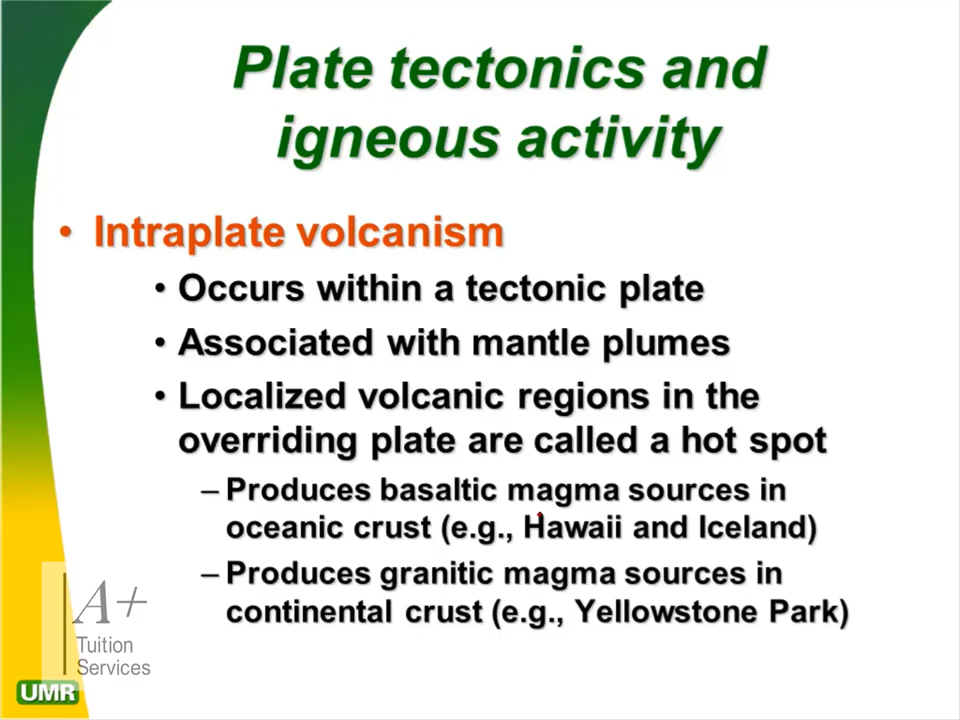 Plate tectonics and
igneous activity
• Intraplate volcanism
• Occurs within a tectonic plate
• Associated with mantle plumes
• Localized volcanic regions in the
overriding plate are called a hot spot
– Produces basaltic magma sources in
oceanic crust (e.g., Hawaii and Iceland)
– Produces granitic magma sources in
continental crust (e.g., Yellowstone Park)
A+
Tuition
Services
UMR